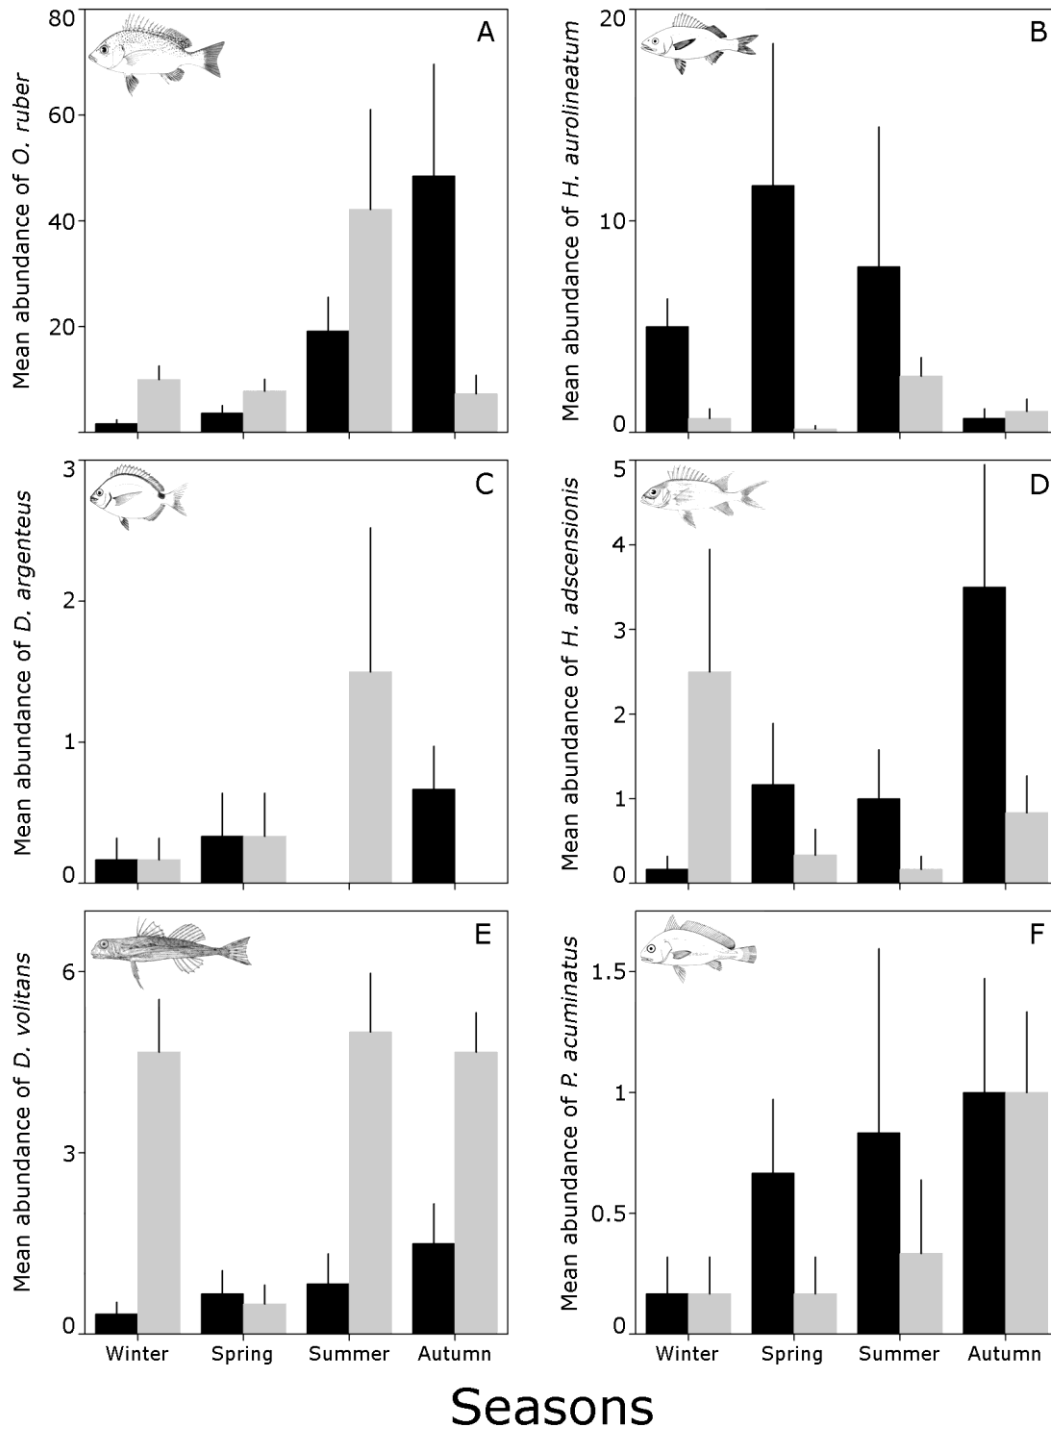 A
Mean abundance of O. ruber
80
60
40
20
B
Mean abundance of H. aurolineatum
20
10
0
C
Mean abundance of D. argenteus
3
2
1
0
D
Mean abundance of H. adscensionis
5
4
3
2
1
0
E
Mean abundance of D. volitans
6
3
0
Winter Spring Summer Autumn
F
Mean abundance of P. acuminatus
1.5
1
0.5
0
Winter Spring Summer Autumn
Seasons